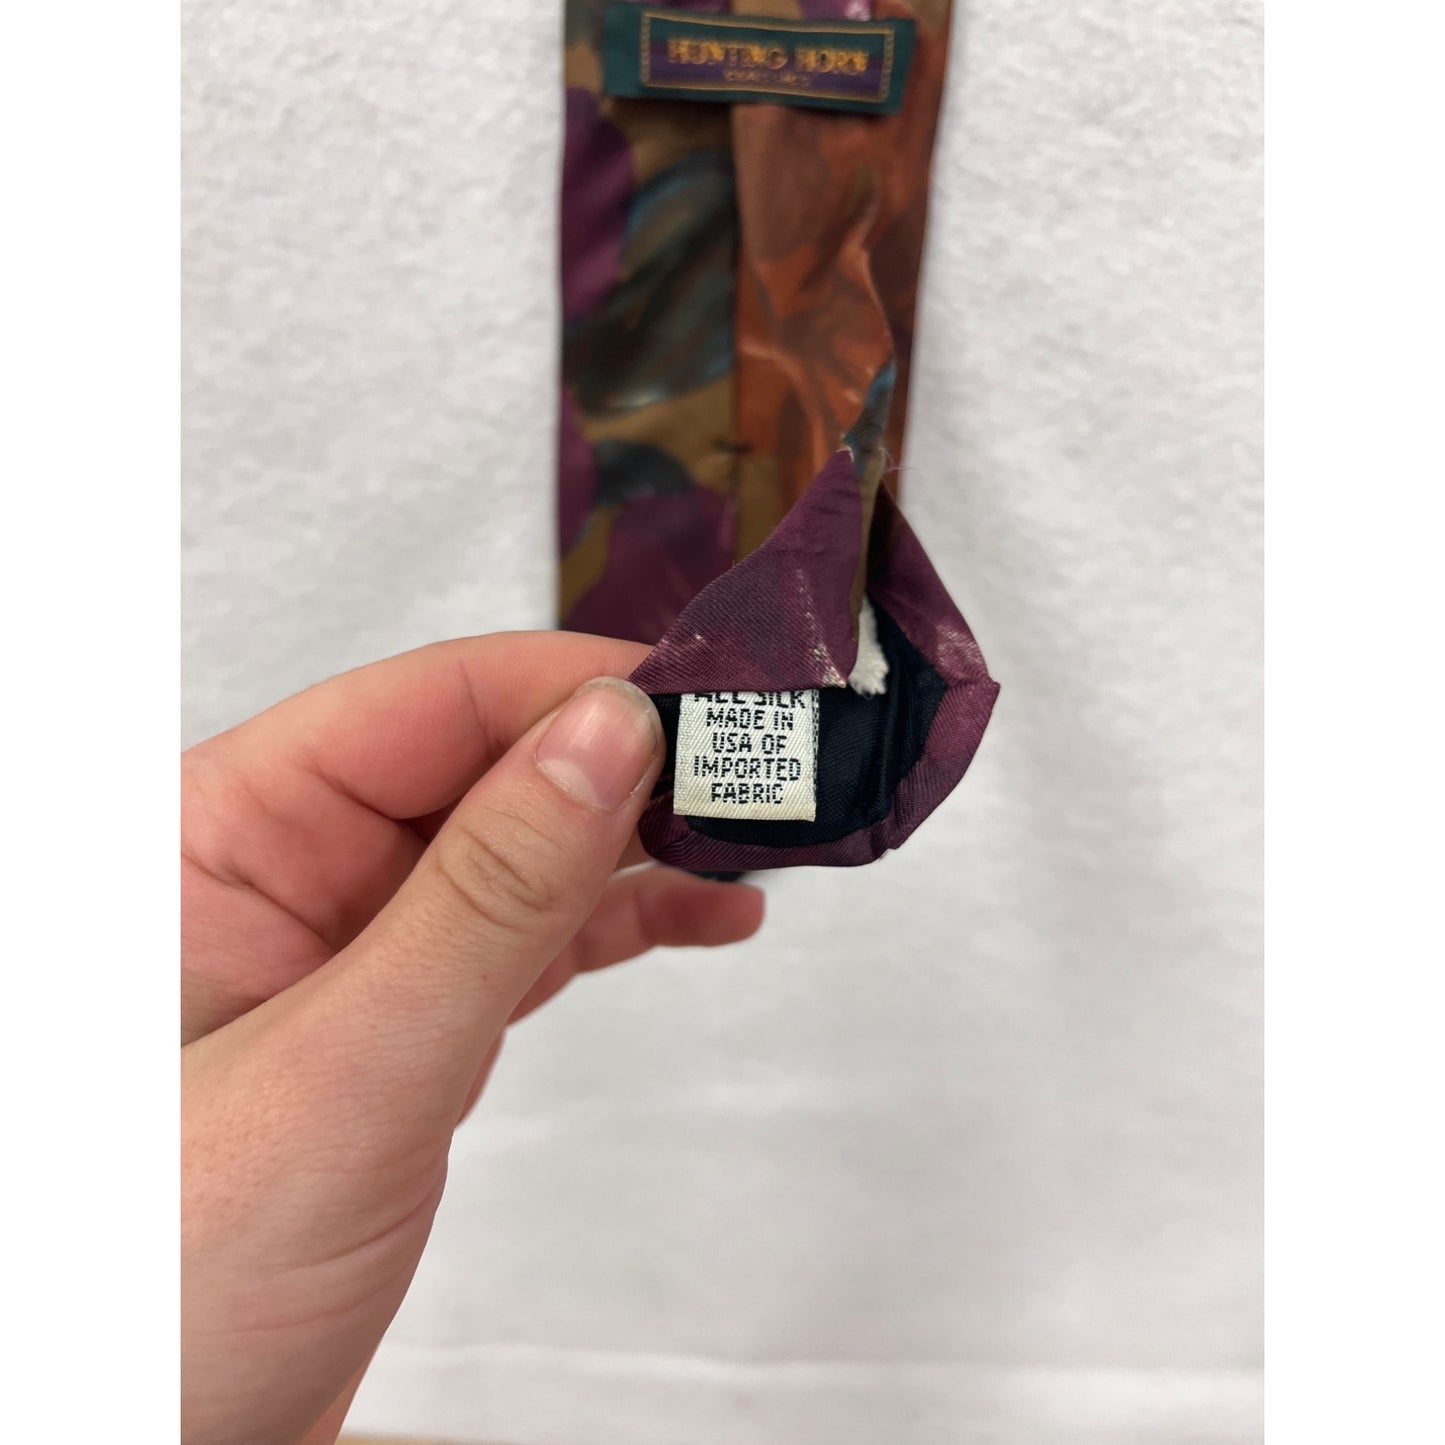 HUNTING HORN
ALL SILK
MADE IN
USA OF
IMPORTED
FABRIC